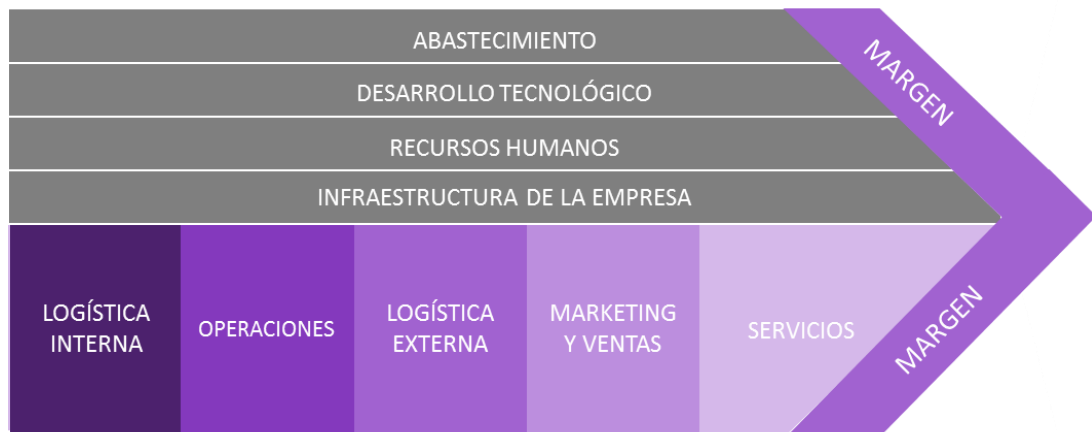 ABASTECIMIENTO
DESARROLLO TECNOLÓGICO
RECURSOS HUMANOS
INFRAESTRUCTURA DE LA EMPRESA
MARGEN
LOGÍSTICA
INTERNA
OPERACIONES
LOGÍSTICA
EXTERNA
MARKETING
Y VENTAS
SERVICIOS
MARGEN